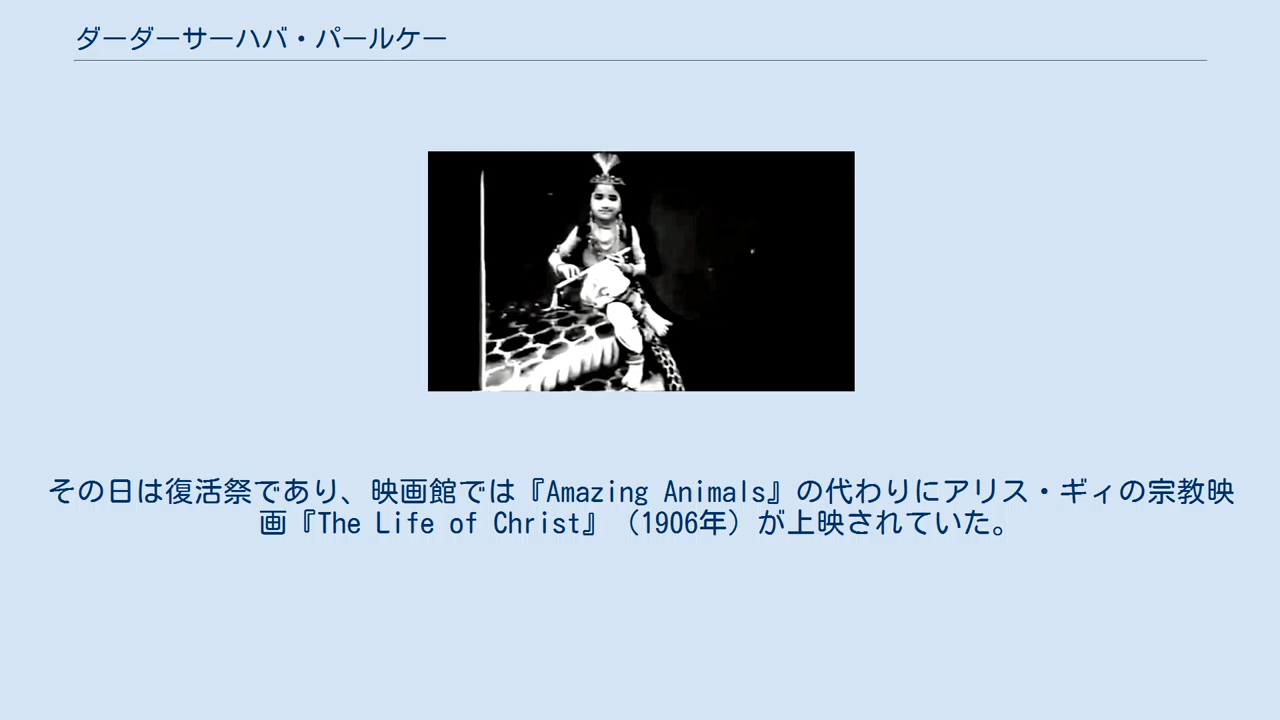 ダーダーサーハバ・パールケー
その日は復活祭であり、映画館では『Amazing Animals』の代わりにアリス・ギィの宗教映
画『The Life of Christ』（1906年）が上映されていた。